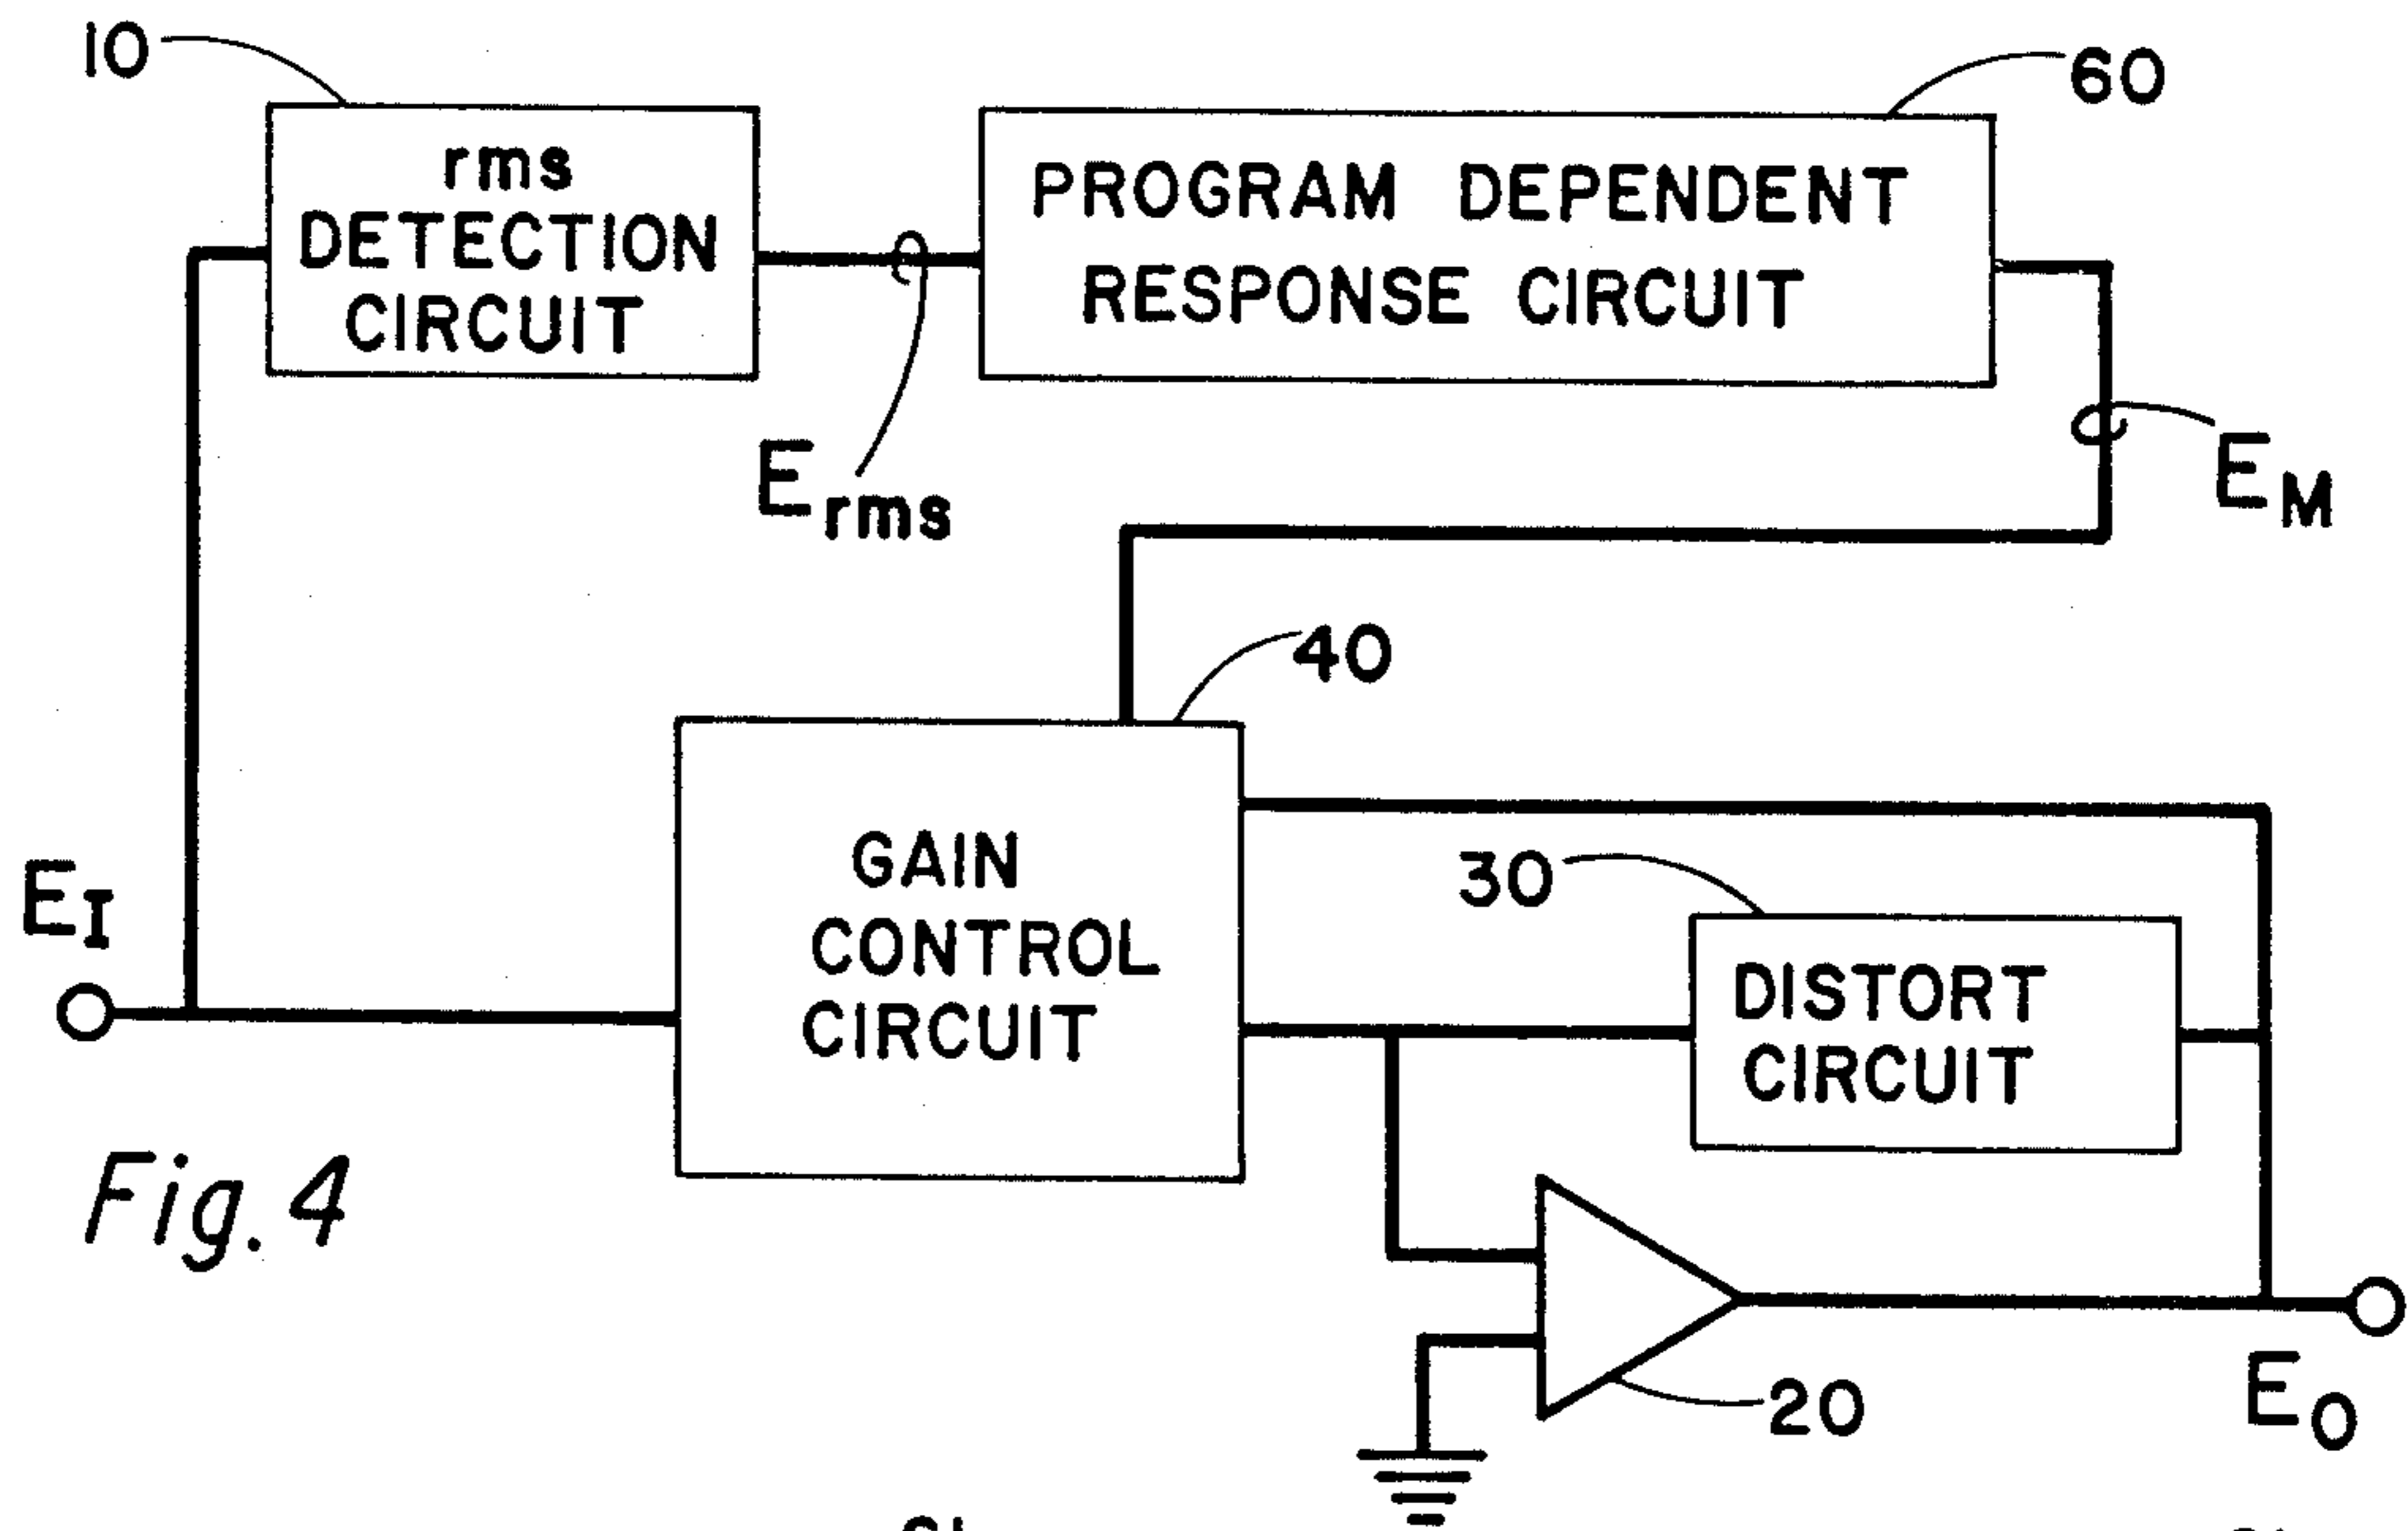 10
60
rms
DETECTION
CIRCUIT
PROGRAM DEPENDENT
RESPONSE CIRCUIT
Erms
EM
40
GAIN
CONTROL
CIRCUIT
30
DISTORT
CIRCUIT
EI
Fig. 4
20
EO